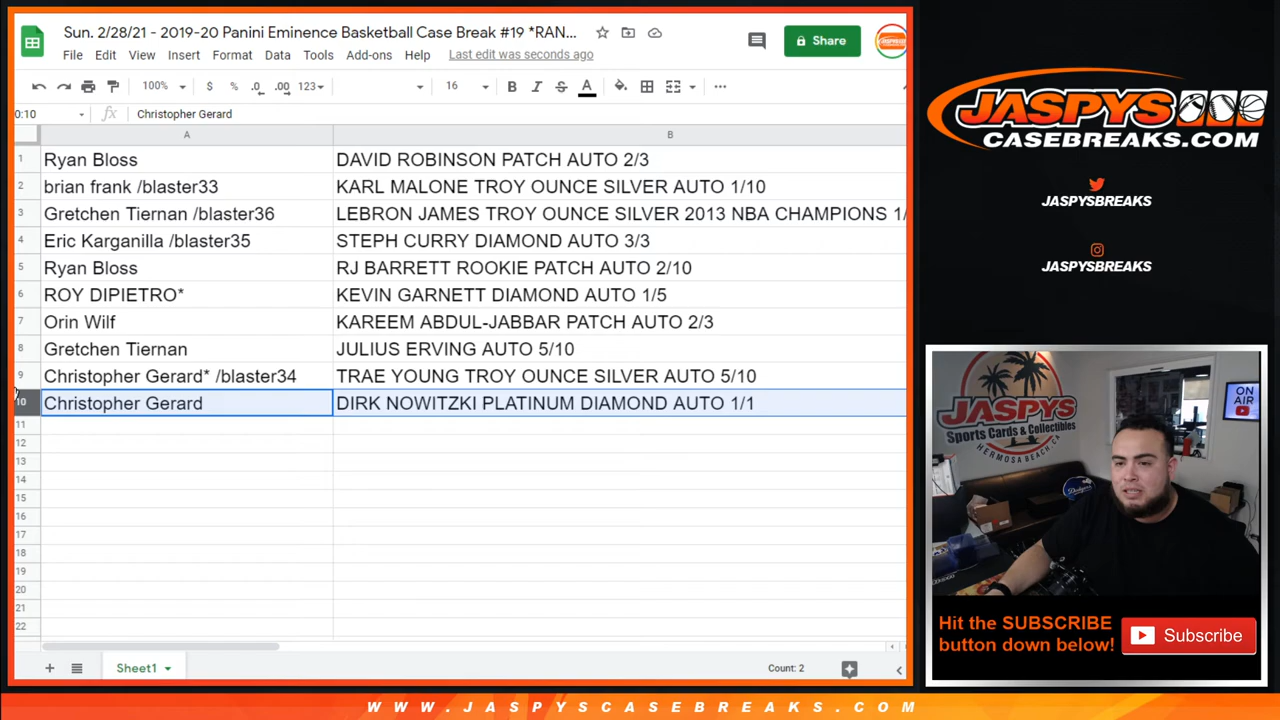 Sun. 2/28/21 - 2019-20 Panini Eminence Basketball Case Break #19 *RAN...
File Edit View Insert Format Data Tools Add-ons Help Last edit was seconds ago
Share
100% $ % .0 .00 123 16 B I S A
0:10 fx Christopher Gerard
A B
1 Ryan Bloss DAVID ROBINSON PATCH AUTO 2/3
2 brian frank /blaster33 KARL MALONE TROY OUNCE SILVER AUTO 1/10
3 Gretchen Tiernan /blaster36 LEBRON JAMES TROY OUNCE SILVER 2013 NBA CHAMPIONS 1/
4 Eric Karganilla /blaster35 STEPH CURRY DIAMOND AUTO 3/3
5 Ryan Bloss RJ BARRETT ROOKIE PATCH AUTO 2/10
6 ROY DIPIETRO* KEVIN GARNETT DIAMOND AUTO 1/5
7 Orin Wilf KAREEM ABDUL-JABBAR PATCH AUTO 2/3
8 Gretchen Tiernan JULIUS ERVING AUTO 5/10
9 Christopher Gerard* /blaster34 TRAE YOUNG TROY OUNCE SILVER AUTO 5/10
10 Christopher Gerard DIRK NOWITZKI PLATINUM DIAMOND AUTO 1/1
11
12
13
14
15
16
17
18
19
20
21
22
Sheet1
Count: 2
JASPYS
CASEBREAKS.COM
JASPYSBREAKS
JASPYSBREAKS
JASPYS
Sports Cards & Collectibles
HERMOSA BEACH, CA
Dodgers
ON
AIR
Hit the SUBSCRIBE
button down below!
Subscribe
WWW.JASPYSCASEBREAKS.COM